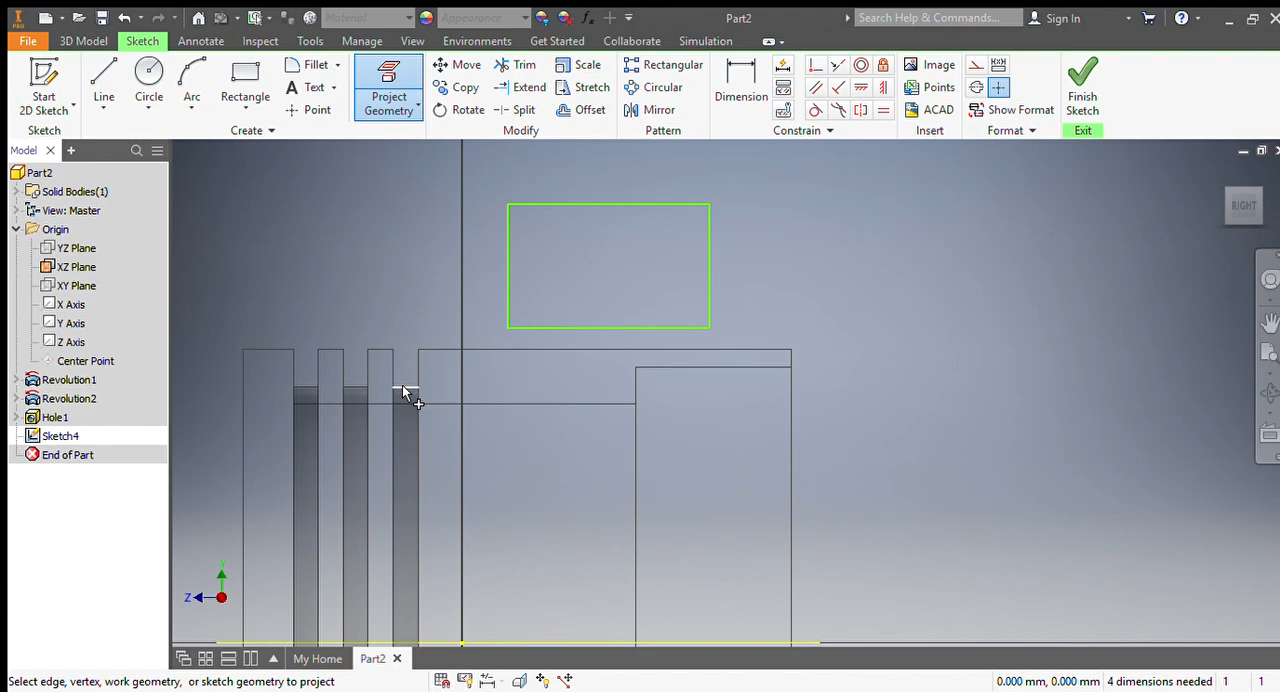 Material Appearance fx Part2 Search Help & Commands... Sign In
PRO
File 3D Model Sketch Annotate Inspect Tools Manage View Environments Get Started Collaborate Simulation
Start 2D Sketch Line Circle Arc Rectangle Fillet Text Point Project Geometry
Move Trim Scale
Copy Extend Stretch
Rotate Split Offset
Rectangular
Circular
Mirror
Dimension
Image
Points
ACAD
Show Format
Finish Sketch
Sketch Create Modify Pattern Constrain Insert Format Exit
Model
Part2
Solid Bodies(1)
View: Master
Origin
YZ Plane
XZ Plane
XY Plane
X Axis
Y Axis
Z Axis
Center Point
Revolution1
Revolution2
Hole1
Sketch4
End of Part
RIGHT
Y
Z
My Home Part2
Select edge, vertex, work geometry, or sketch geometry to project 0.000 mm, 0.000 mm 4 dimensions needed 1 1